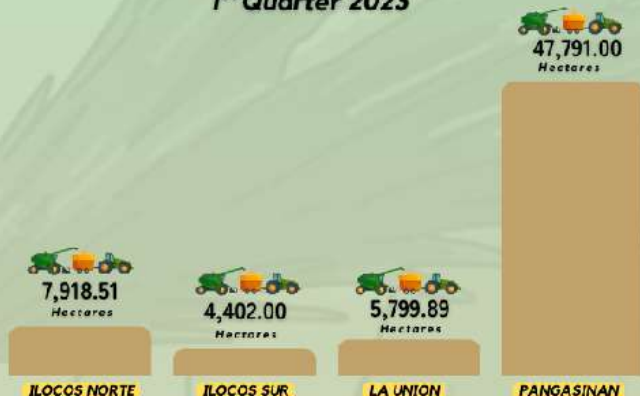 1st Quarter 2023
47,791.00
Hectares
7,918.51
Hectares
4,402.00
Hectares
5,799.89
Hectares
ILOCOS NORTE
ILOCOS SUR
LA UNION
PANGASINAN